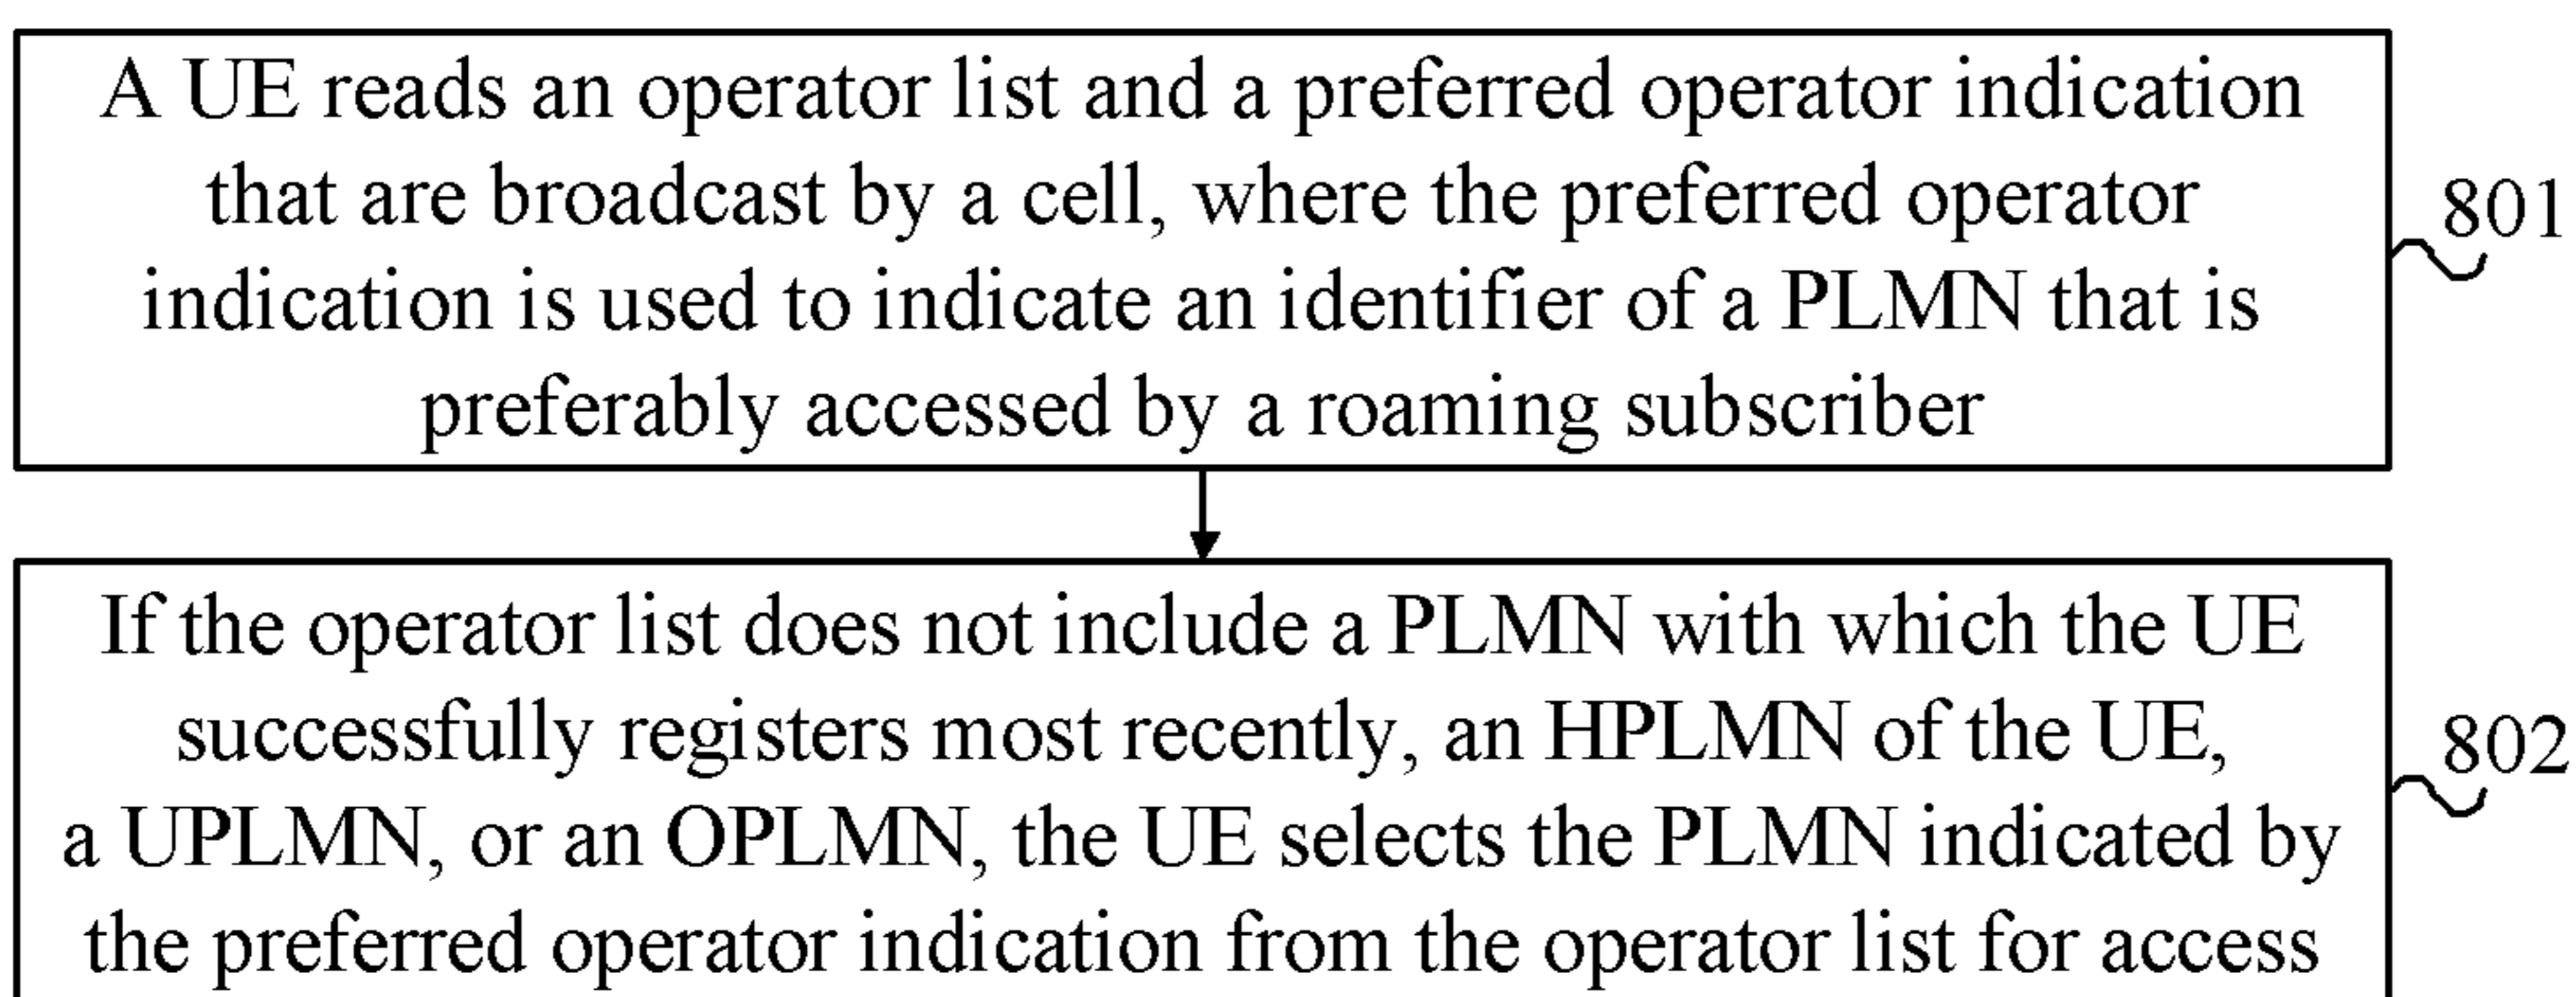 A UE reads an operator list and a preferred operator indication
that are broadcast by a cell, where the preferred operator
indication is used to indicate an identifier of a PLMN that is
preferably accessed by a roaming subscriber
801
If the operator list does not include a PLMN with which the UE
successfully registers most recently, an HPLMN of the UE,
a UPLMN, or an OPLMN, the UE selects the PLMN indicated by
the preferred operator indication from the operator list for access
802